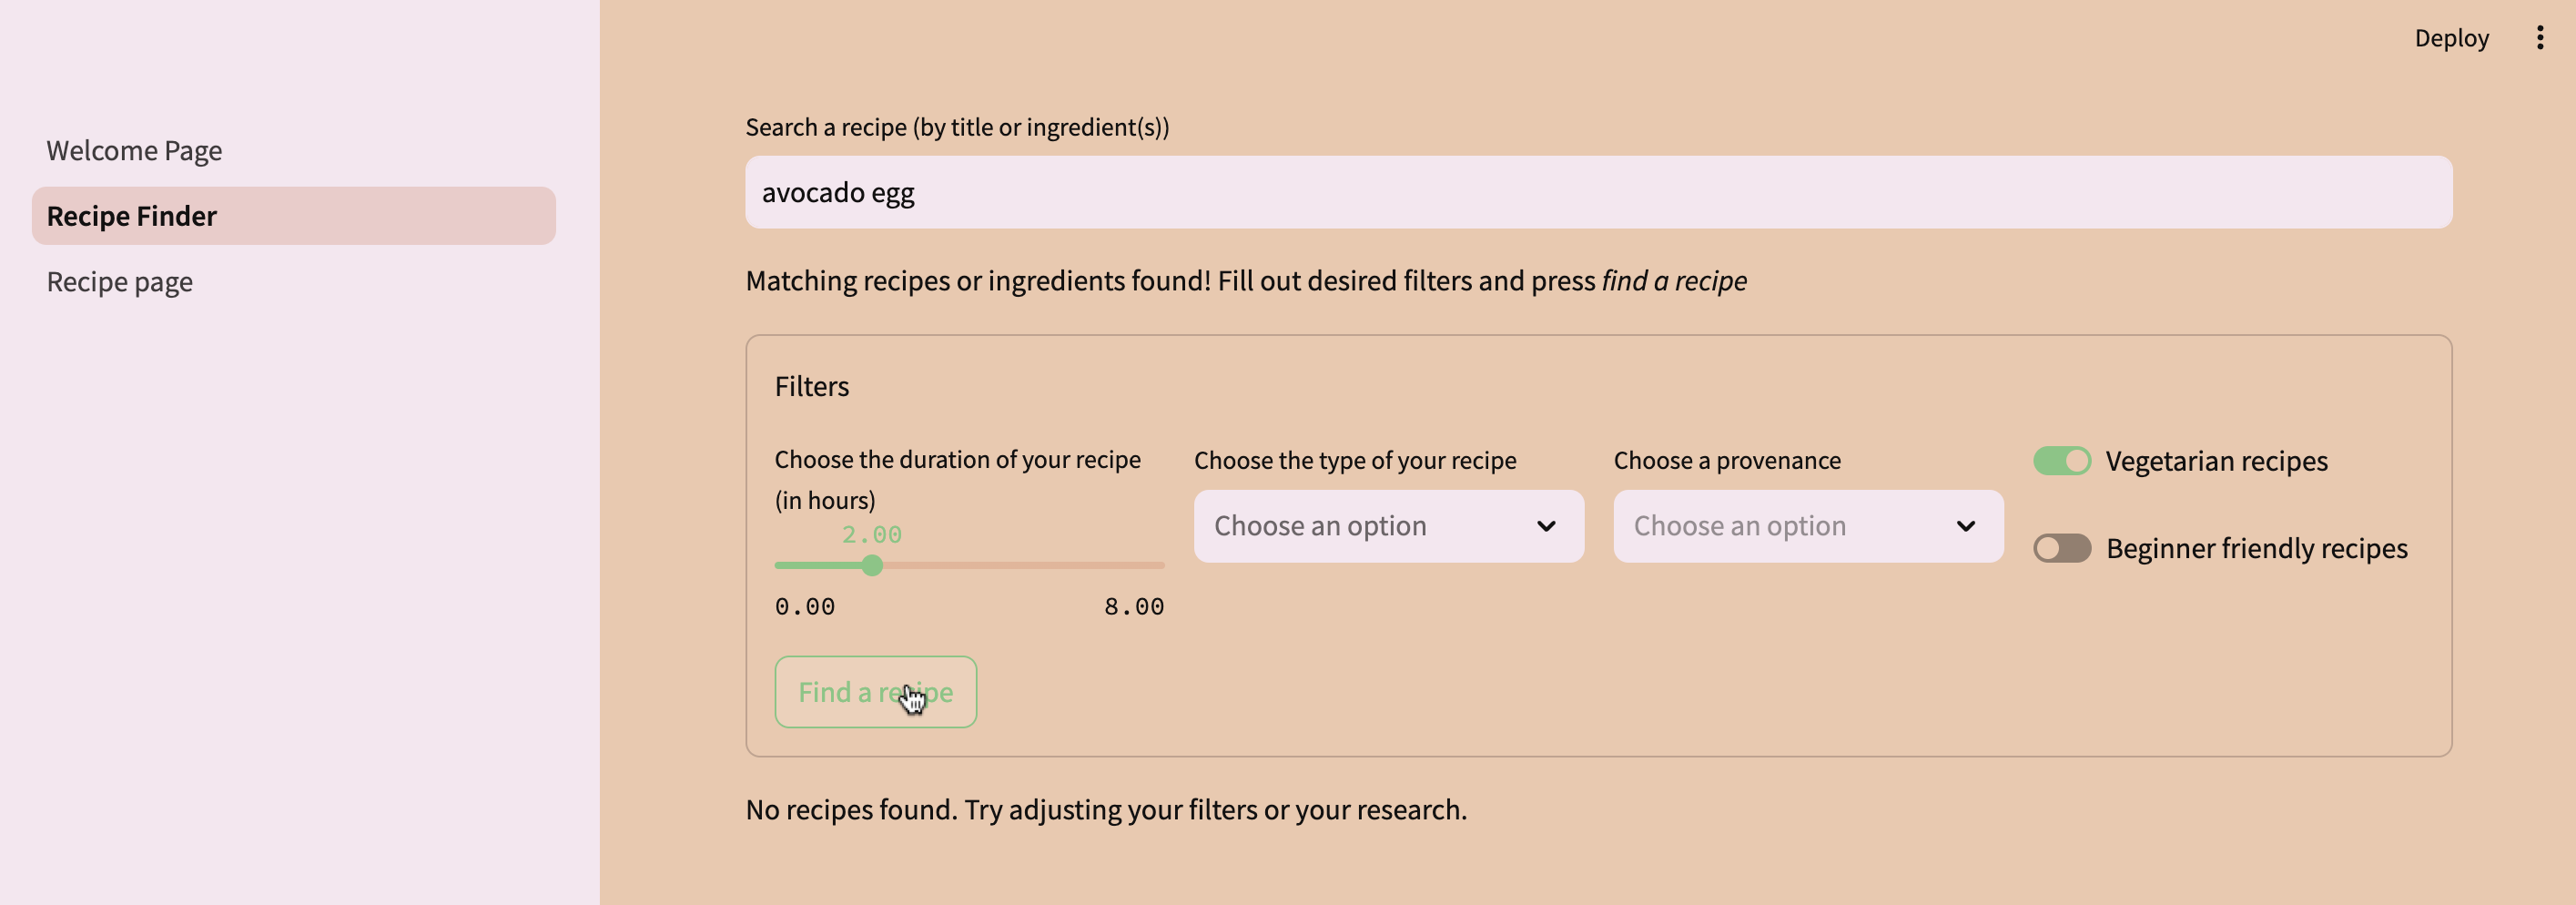 Deploy
Welcome Page
Recipe Finder
Recipe page
Search a recipe (by title or ingredient(s))
avocado egg
Matching recipes or ingredients found! Fill out desired filters and press find a recipe
Filters
Choose the duration of your recipe
(in hours)
2.00
0.00 8.00
Choose the type of your recipe
Choose an option
Choose a provenance
Choose an option
Vegetarian recipes
Beginner friendly recipes
Find a recipe
No recipes found. Try adjusting your filters or your research.